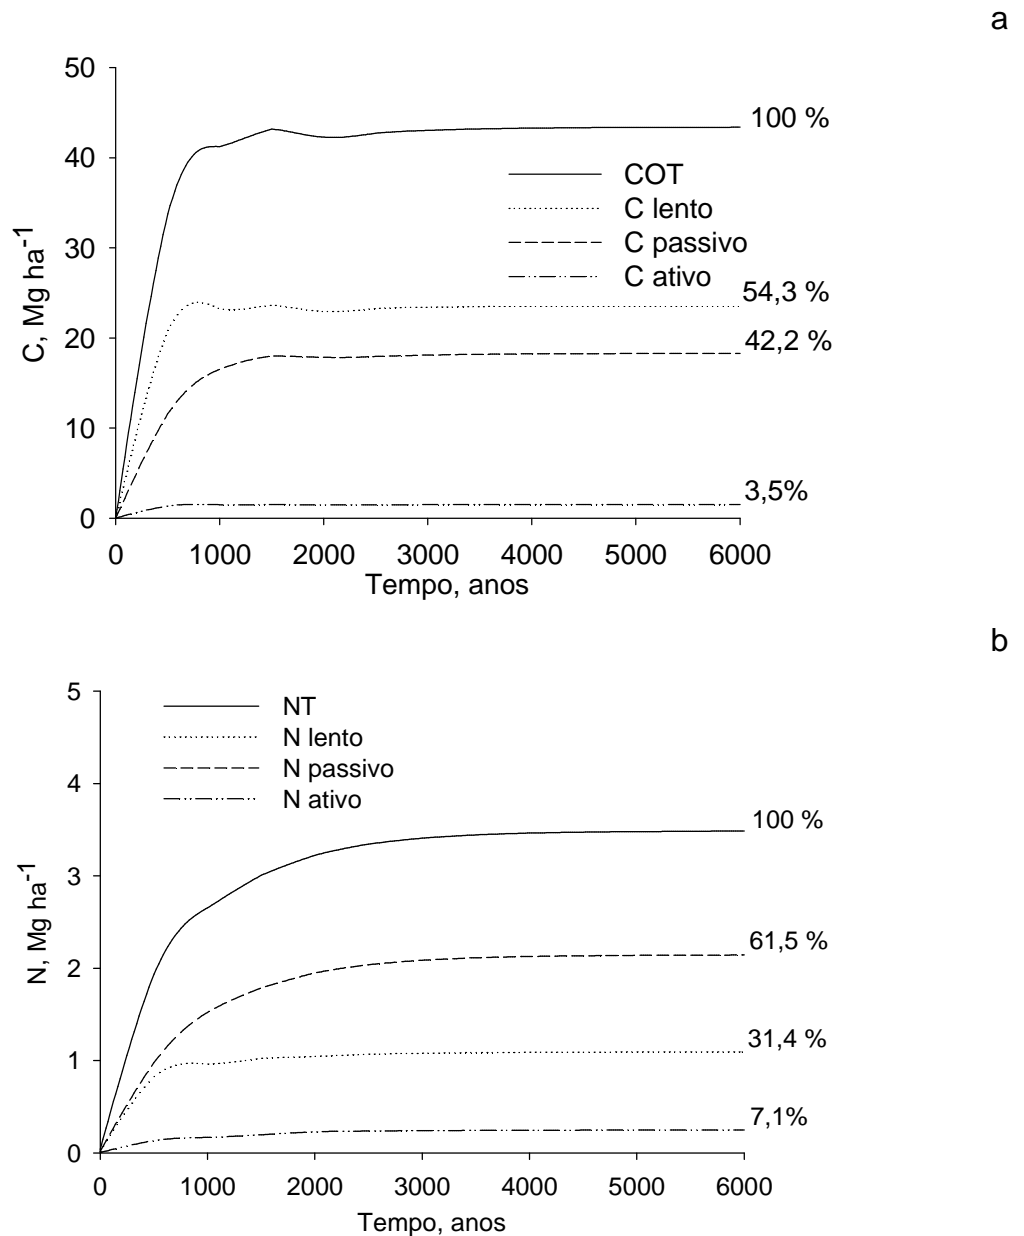 a
50
40
30
20
10
0
C, Mg ha⁻¹
COT
C lento
C passivo
C ativo
100 %
54,3 %
42,2 %
3,5%
0 1000 2000 3000 4000 5000 6000
Tempo, anos
b
5
4
3
2
1
0
N, Mg ha⁻¹
NT
N lento
N passivo
N ativo
100 %
61,5 %
31,4 %
7,1%
0 1000 2000 3000 4000 5000 6000
Tempo, anos